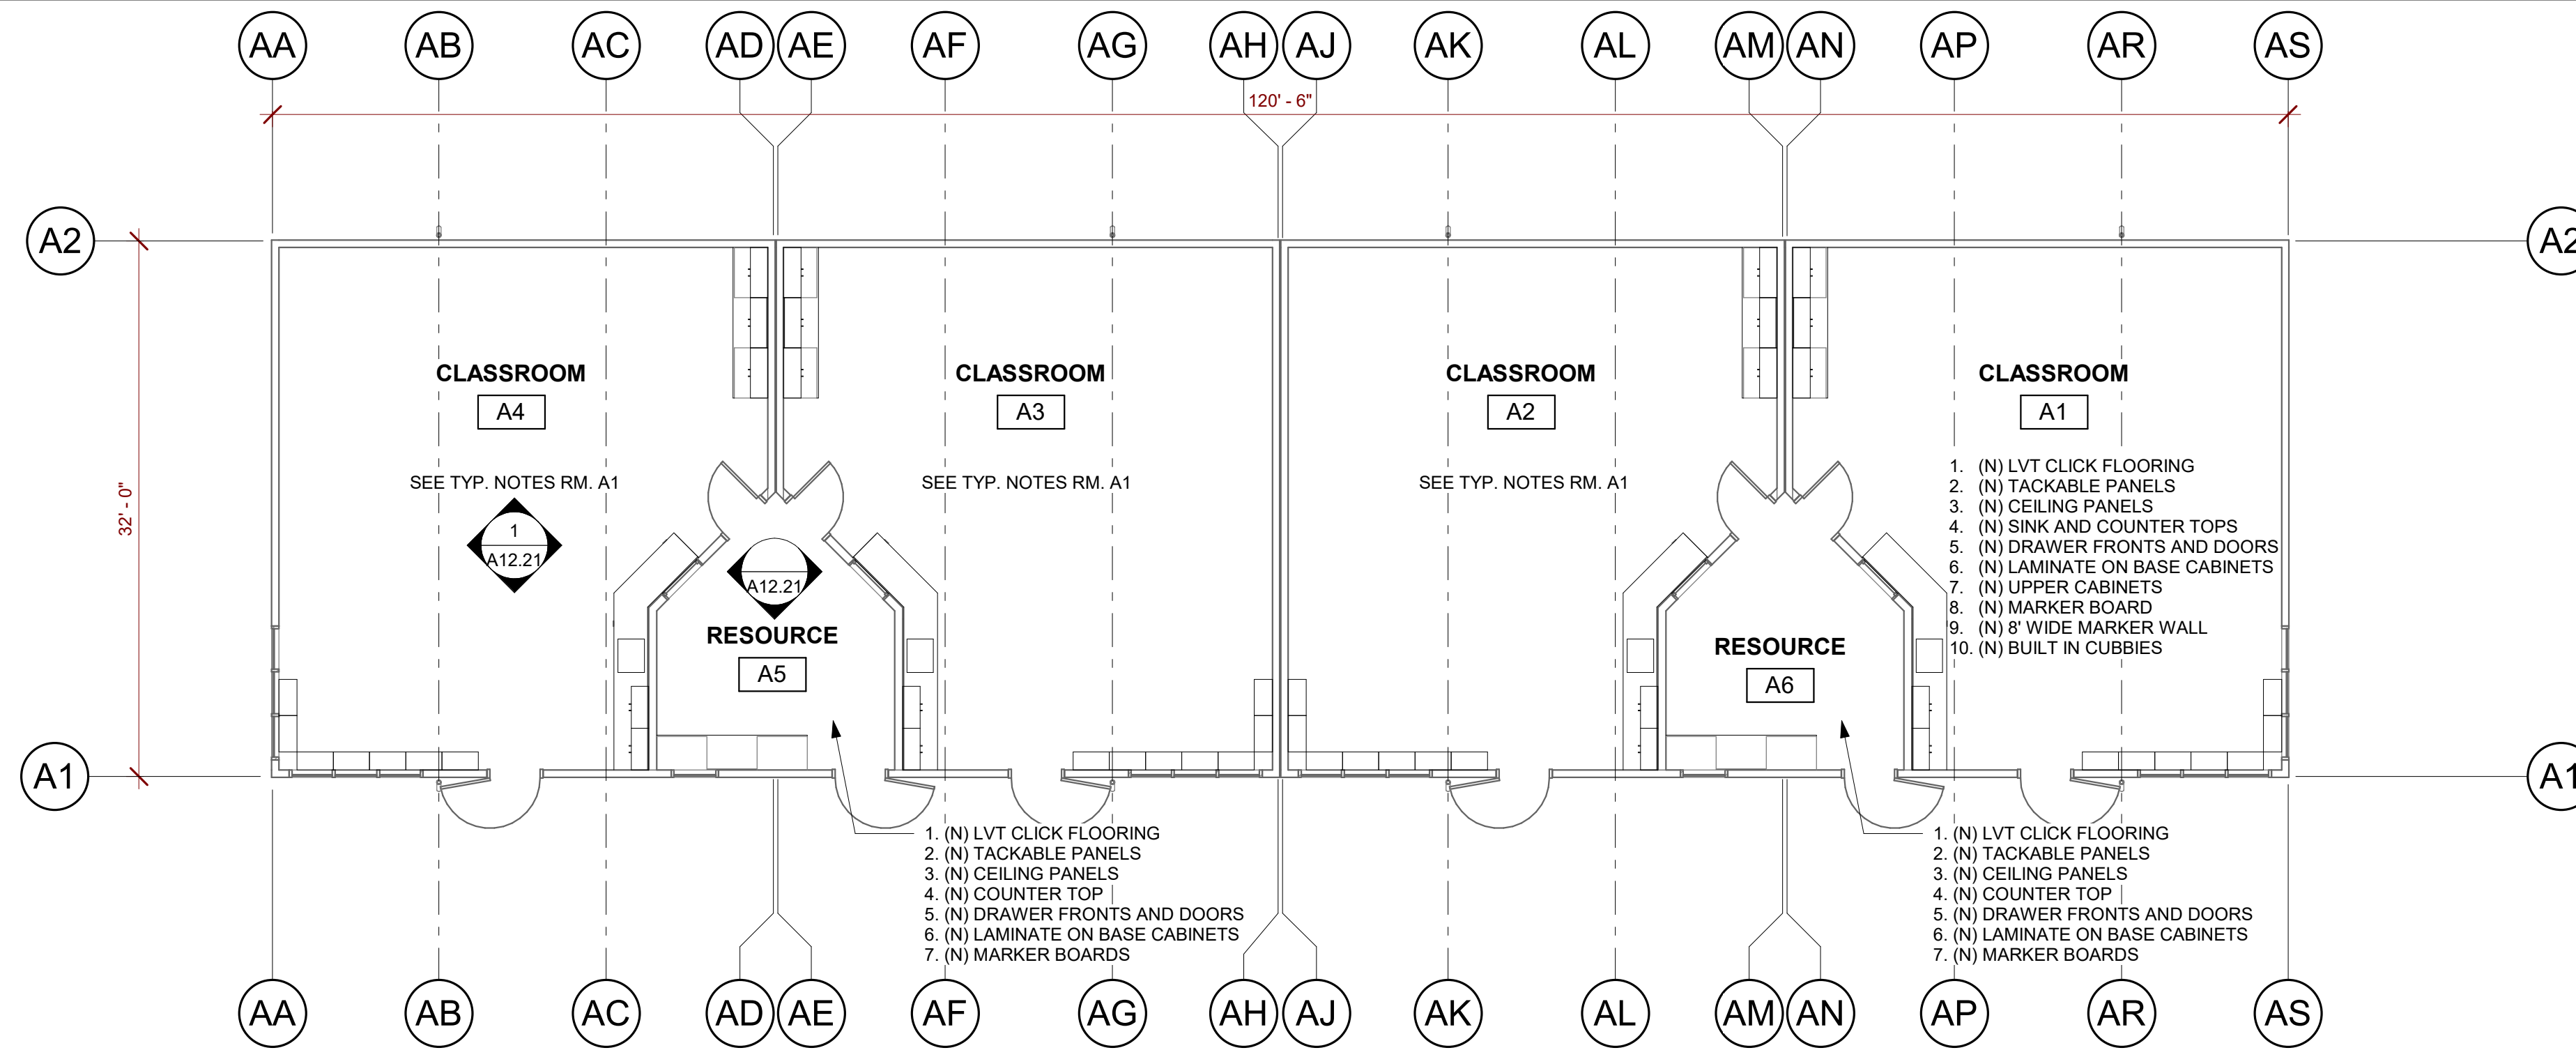 AA AB AC AD AE AF AG AH AJ AK AL AM AN AP AR AS
120' - 6"
A2 A2
CLASSROOM CLASSROOM CLASSROOM CLASSROOM
A4 A3 A2 A1
SEE TYP. NOTES RM. A1 SEE TYP. NOTES RM. A1 SEE TYP. NOTES RM. A1
1. (N) LVT CLICK FLOORING
2. (N) TACKABLE PANELS
3. (N) CEILING PANELS
4. (N) SINK AND COUNTER TOPS
5. (N) DRAWER FRONTS AND DOORS
6. (N) LAMINATE ON BASE CABINETS
7. (N) UPPER CABINETS
8. (N) MARKER BOARD
9. (N) 8' WIDE MARKER WALL
10. (N) BUILT IN CUBBIES
32' - 0"
1
A12.21
A12.21
RESOURCE
A5
RESOURCE
A6
A1 A1
1. (N) LVT CLICK FLOORING
2. (N) TACKABLE PANELS
3. (N) CEILING PANELS
4. (N) COUNTER TOP
5. (N) DRAWER FRONTS AND DOORS
6. (N) LAMINATE ON BASE CABINETS
7. (N) MARKER BOARDS
1. (N) LVT CLICK FLOORING
2. (N) TACKABLE PANELS
3. (N) CEILING PANELS
4. (N) COUNTER TOP
5. (N) DRAWER FRONTS AND DOORS
6. (N) LAMINATE ON BASE CABINETS
7. (N) MARKER BOARDS
AA AB AC AD AE AF AG AH AJ AK AL AM AN AP AR AS